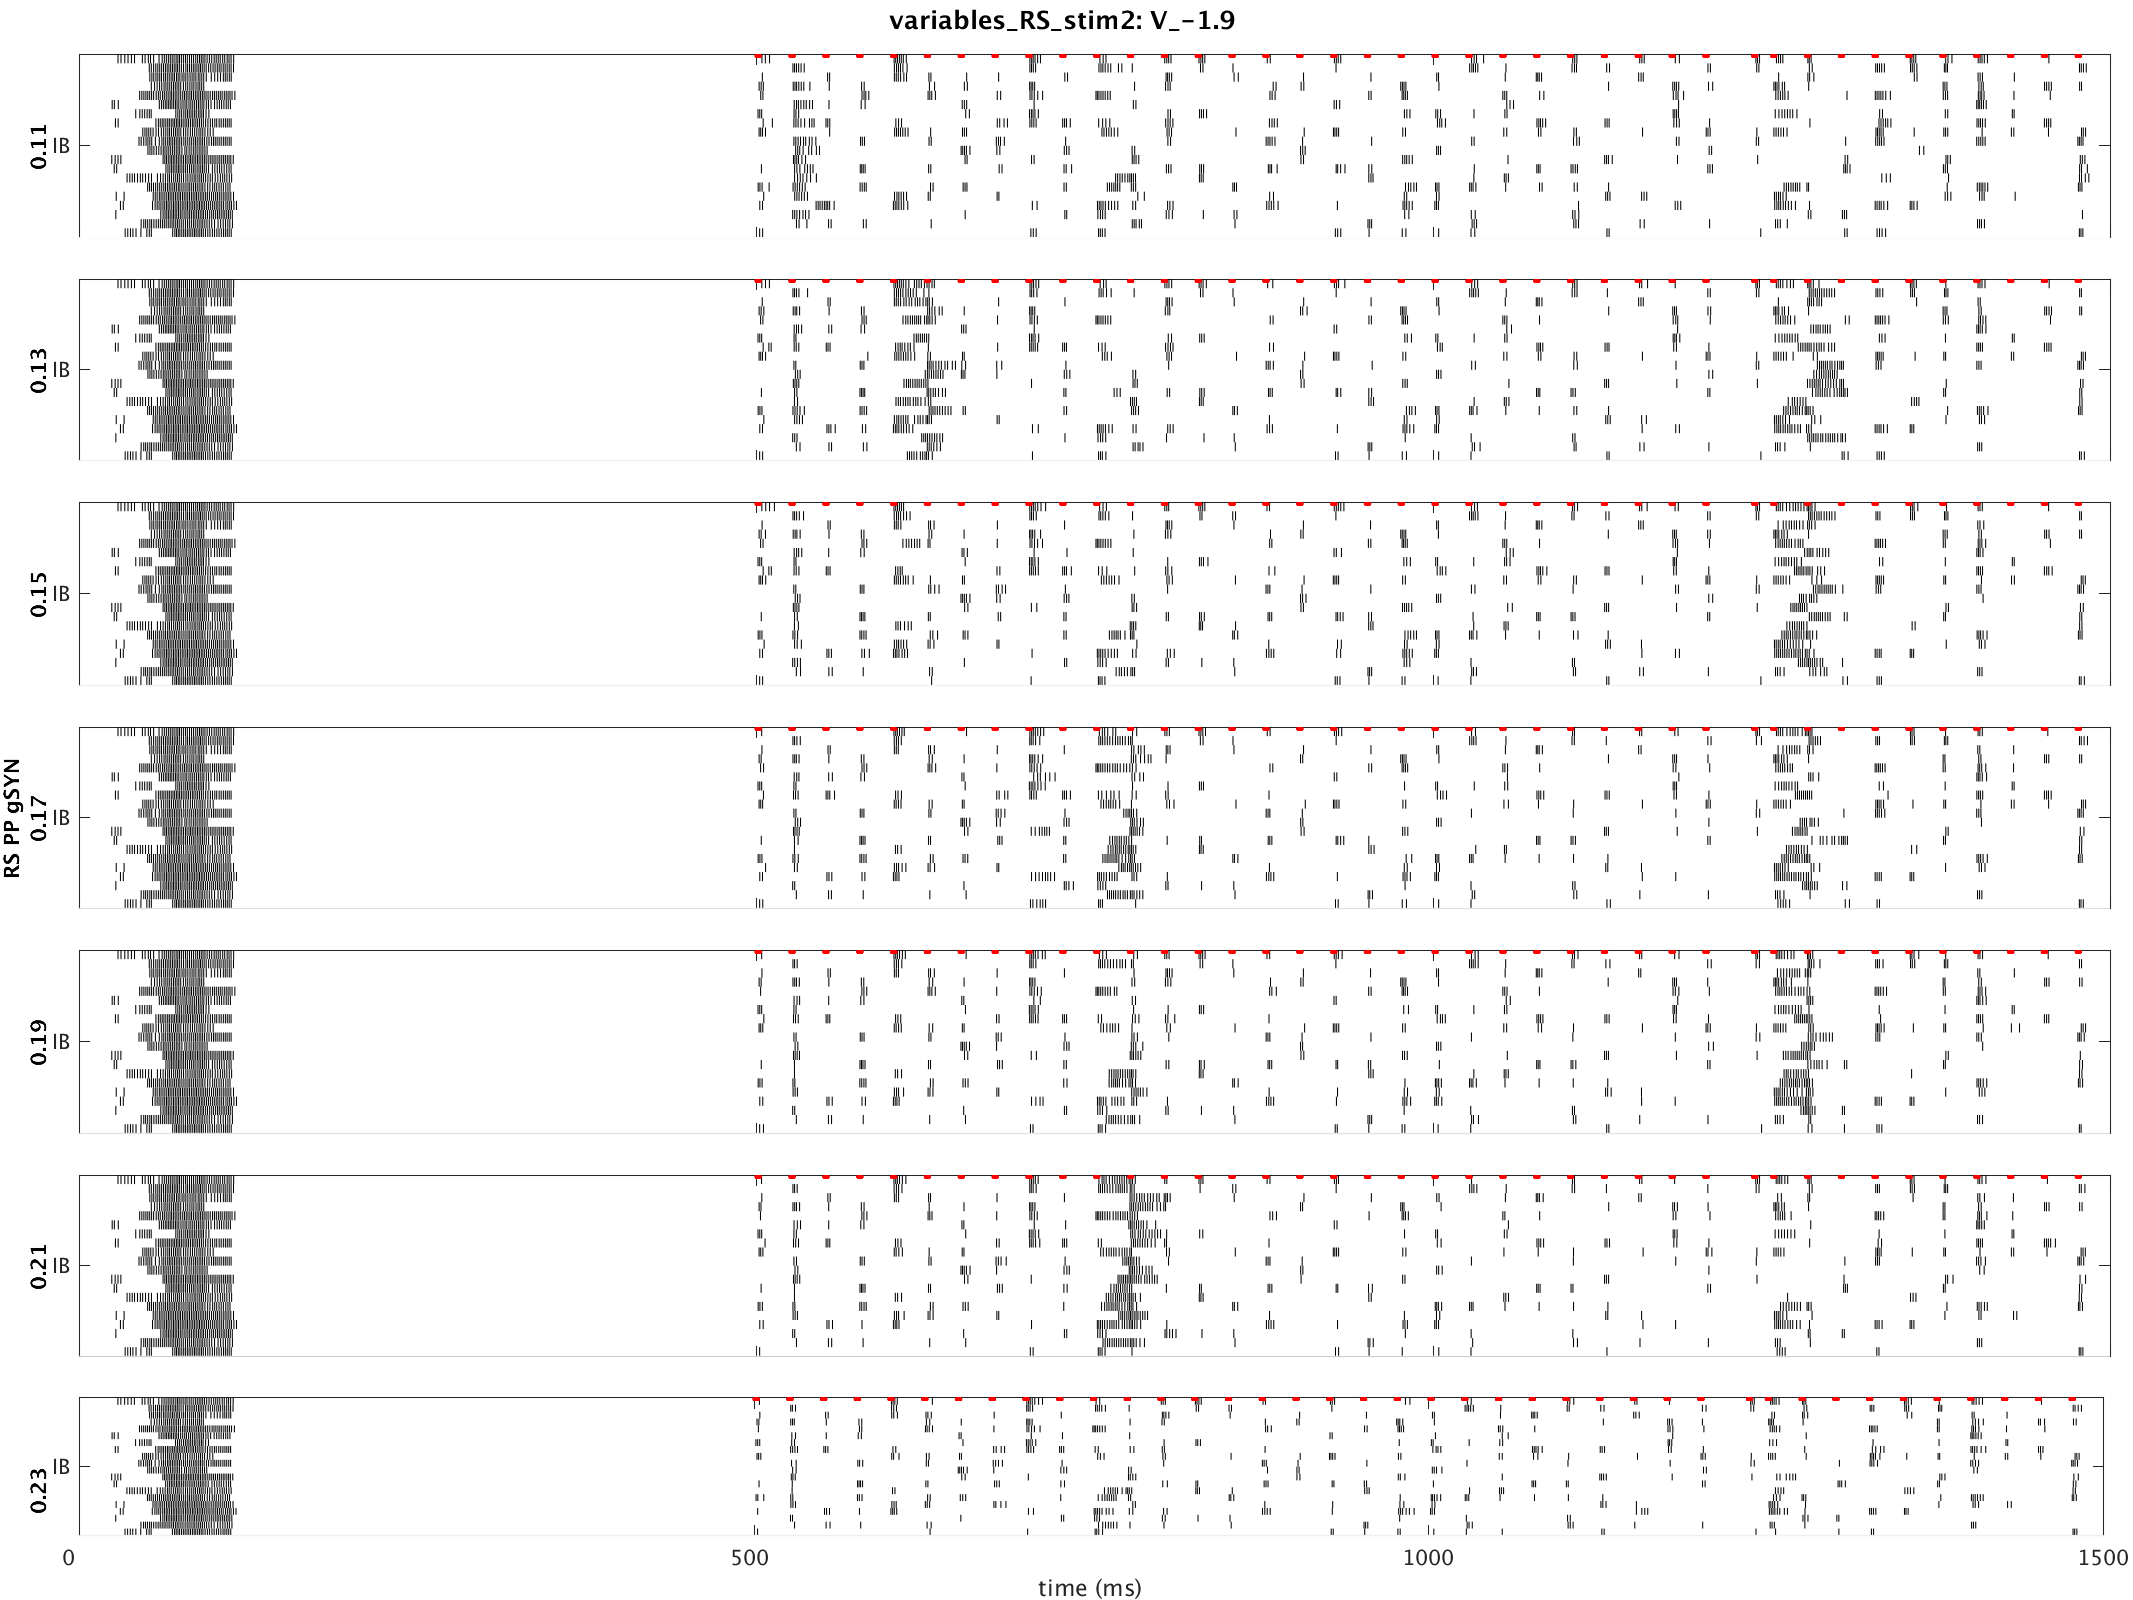 variables_RS_stim2: V_-1.9
0.11 IB
0.13 IB
0.15 IB
RS PP gSYN
0.17 IB
0.19 IB
0.21 IB
0.23 IB
0 500 1000 1500
time (ms)